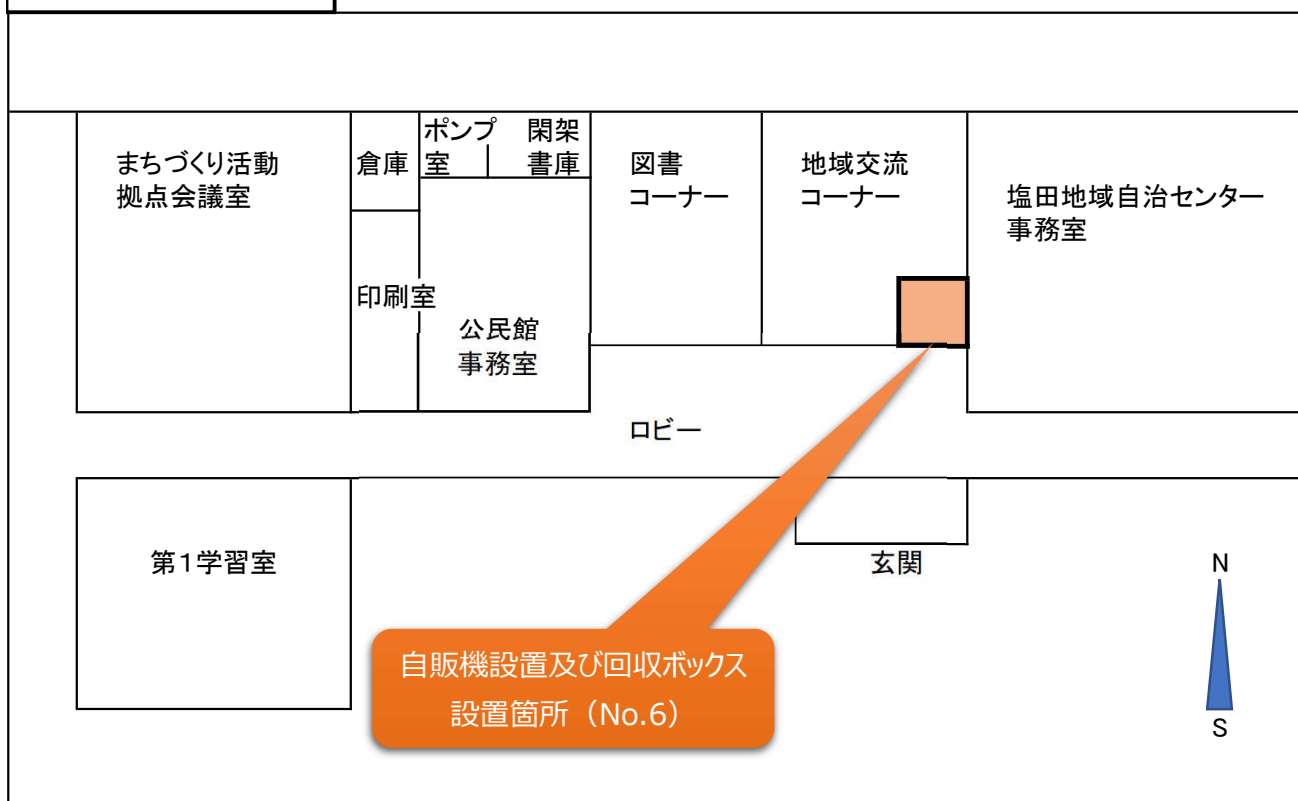 まちづくり活動
拠点会議室
倉庫
ポンプ
室
閑架
書庫
図書
コーナー
地域交流
コーナー
塩田地域自治センター
事務室
印刷室
公民館
事務室
ロビー
第1学習室
玄関
自販機設置及び回収ボックス
設置箇所（No.6）
N
S